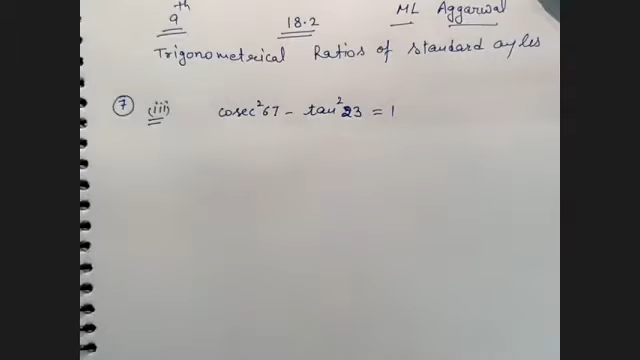 9th 18.2 ML Aggarwal
Trigonometrical Ratios of standard angles
7 (iii) cosec²67 - tan²23 = 1